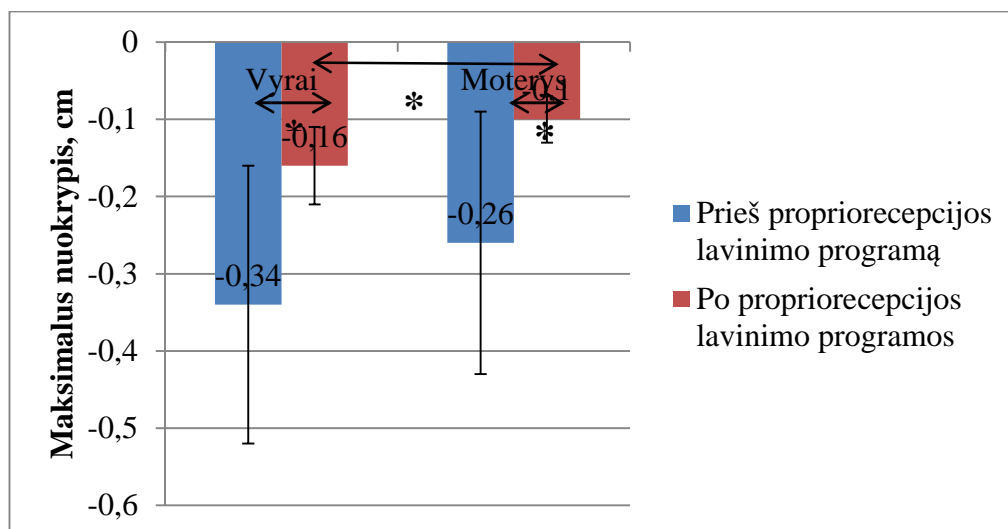 0
-0,1
-0,2
-0,3
-0,4
-0,5
-0,6
Maksimalus nuokrypis, cm
Vyrai
Moterys
*
*
*
-0,34
-0,16
-0,26
-0,1
Prieš propriorecepcijos
lavinimo programą
Po propriorecepcijos
lavinimo programos